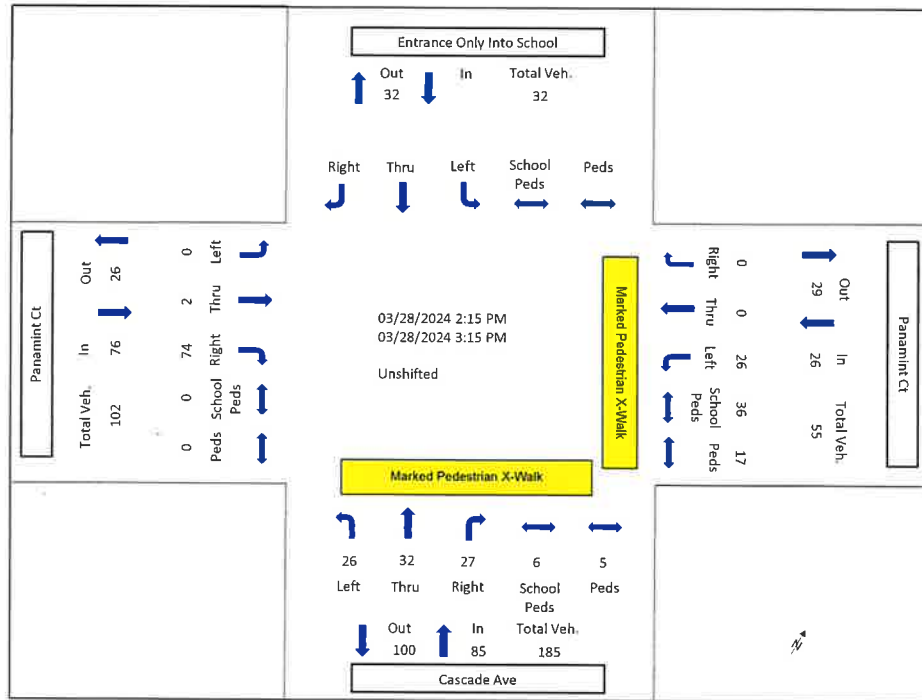 Entrance Only Into School
Out In Total Veh.
32 32
Right Thru Left School Peds Peds
Panamint Ct
Out In Total Veh.
26 76 102
0 2 74 0 0
Left Thru Right School Peds Peds
03/28/2024 2:15 PM
03/28/2024 3:15 PM
Unshifted
Marked Pedestrian X-Walk
Right Thru Left School Peds Peds
0 0 26 36 17
Out In Total Veh.
29 26 55
Panamint Ct
Marked Pedestrian X-Walk
26 32 27 6 5
Left Thru Right School Peds Peds
Out In Total Veh.
100 85 185
Cascade Ave
N